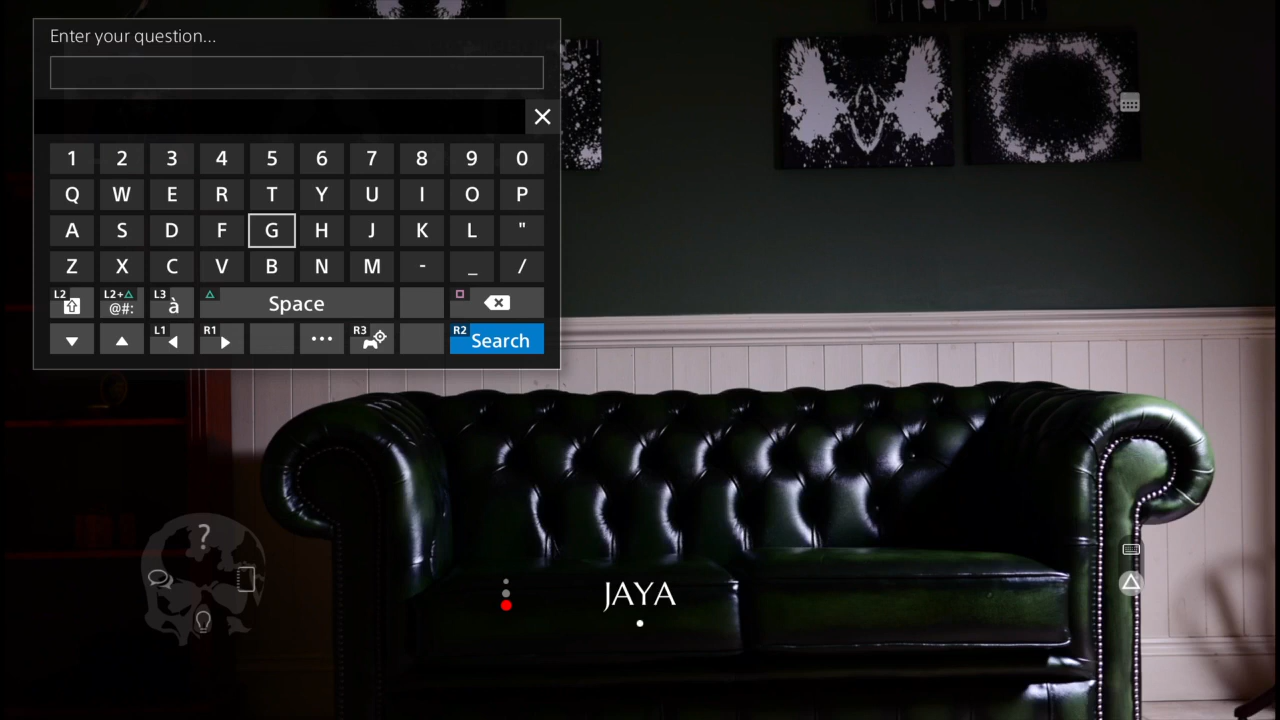 Enter your question...
1 2 3 4 5 6 7 8 9 0
Q W E R T Y U I O P
A S D F G H J K L "
Z X C V B N M - _ /
L2 L2+△ @#: L3 à △ Space
L1 R1 ... R3 R2 Search
?
JAYA